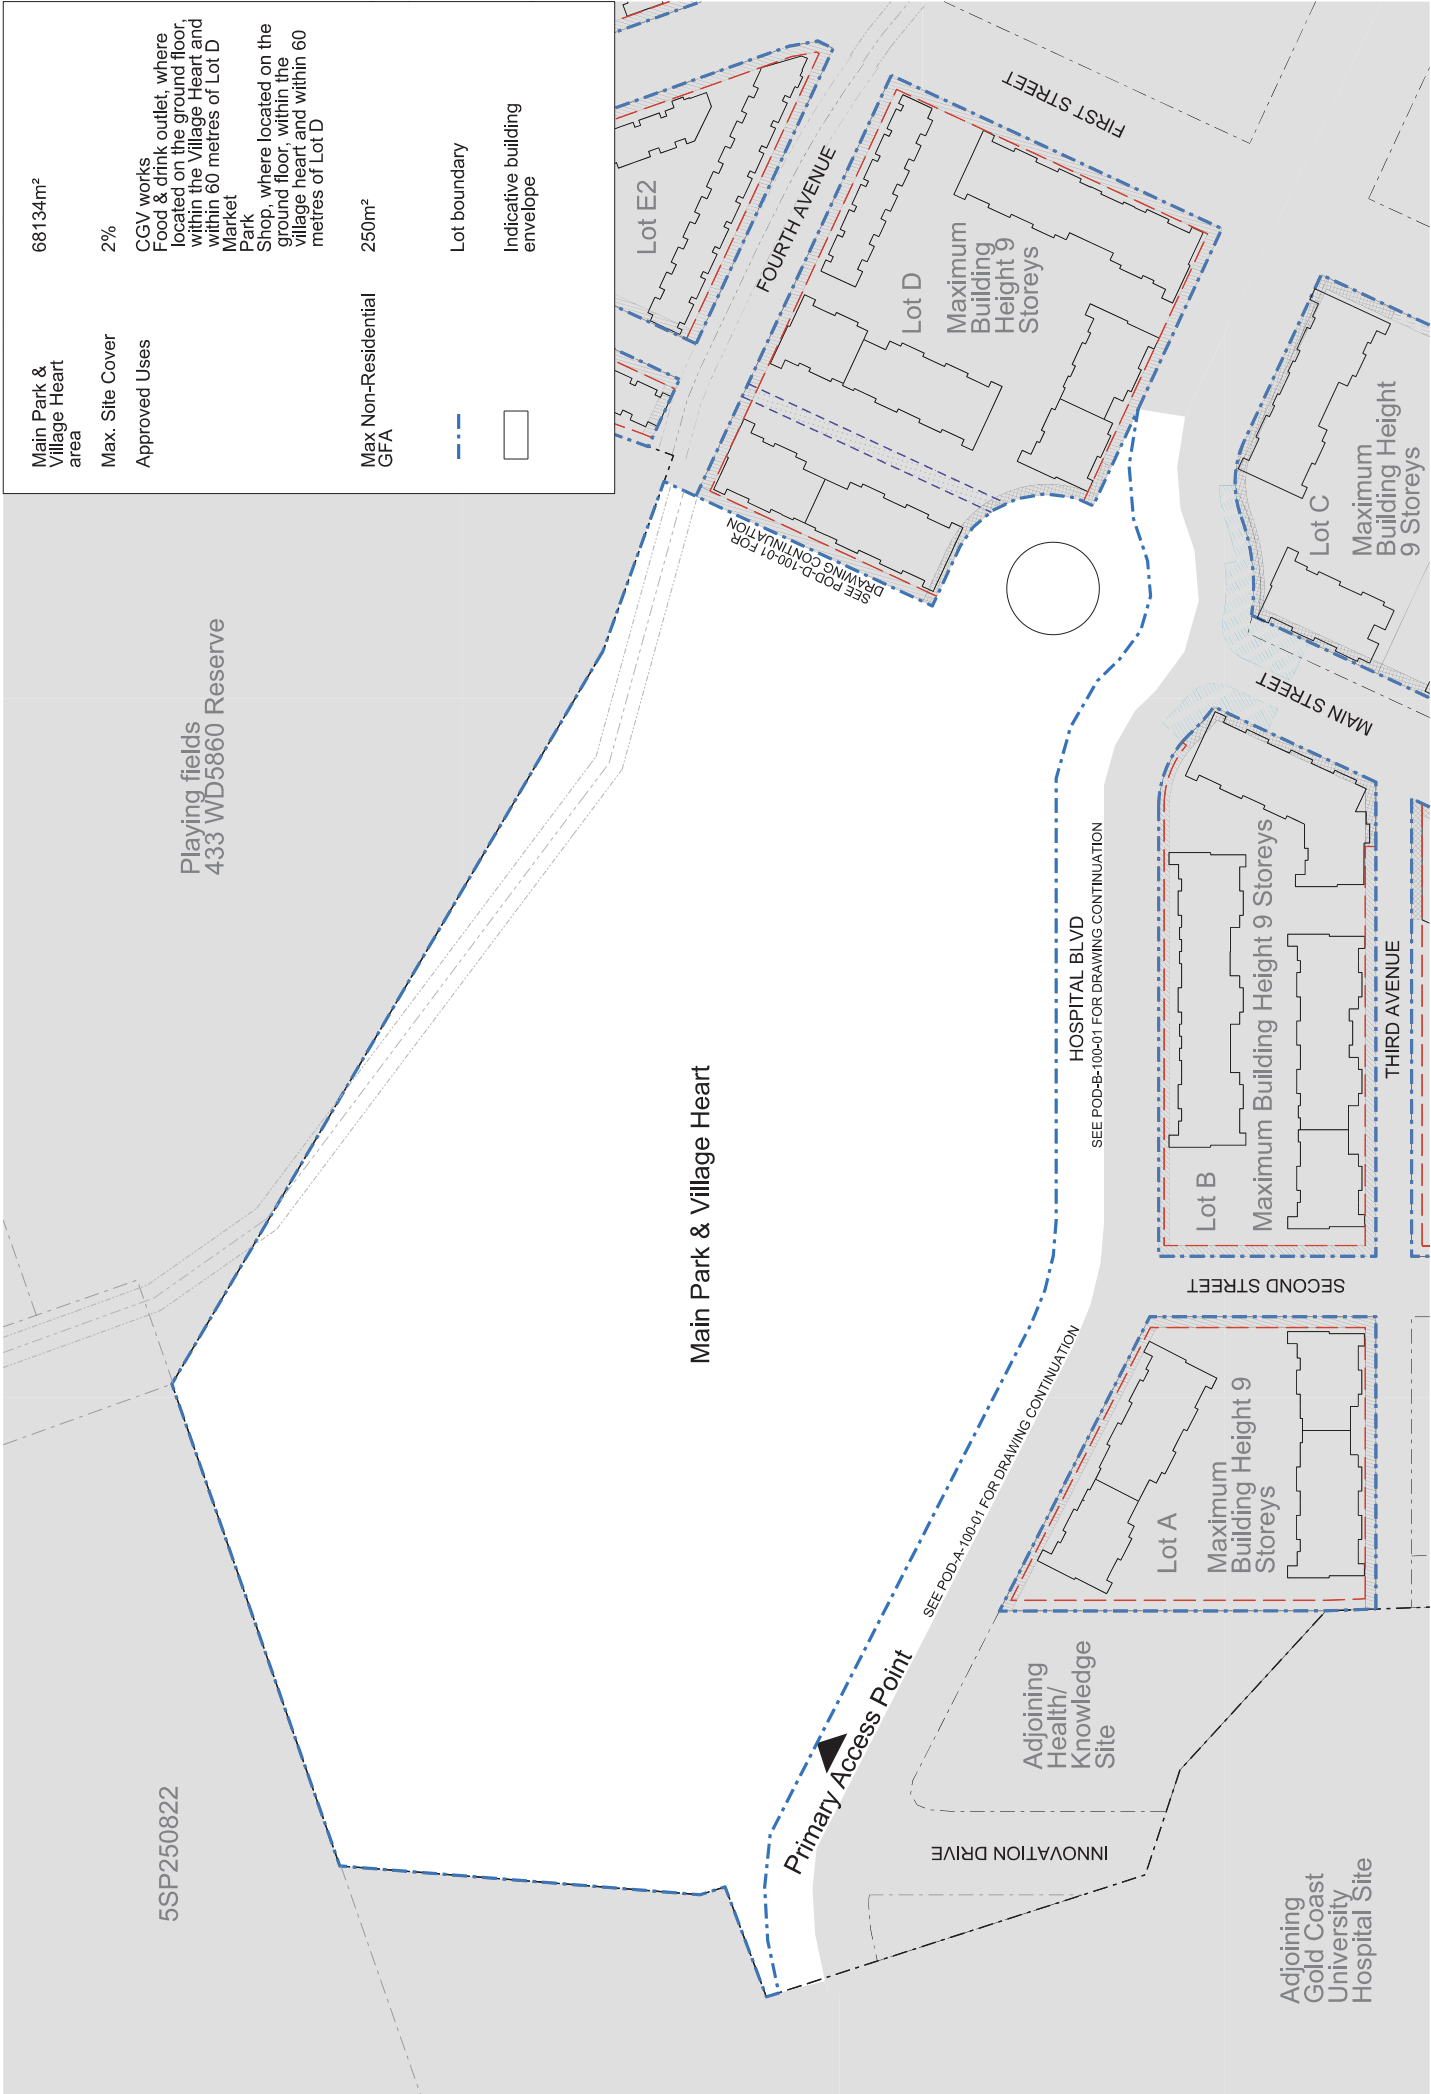 Main Park &
Village Heart
area
68134m²
Max. Site Cover
2%
Approved Uses
CGV works
Food & drink outlet, where
located on the ground floor,
within the Village Heart and
within 60 metres of Lot D
Market
Park
Shop, where located on the
ground floor, within the
village heart and within 60
metres of Lot D
Max Non-Residential
GFA
250m²
Lot boundary
Indicative building
envelope
5SP250822
Playing fields
433 WD5860 Reserve
Lot E2
FOURTH AVENUE
FIRST STREET
Lot D
Maximum
Building
Height 9
Storeys
SEE POD-D-100-01 FOR
DRAWING CONTINUATION
Main Park & Village Heart
Primary Access Point
SEE POD-A-100-01 FOR DRAWING CONTINUATION
HOSPITAL BLVD
SEE POD-B-100-01 FOR DRAWING CONTINUATION
INNOVATION DRIVE
Adjoining
Health/
Knowledge
Site
Lot A
Maximum
Building Height 9
Storeys
SECOND STREET
Lot B
Maximum Building Height 9 Storeys
MAIN STREET
Lot C
Maximum
Building Height
9 Storeys
THIRD AVENUE
Adjoining
Gold Coast
University
Hospital Site